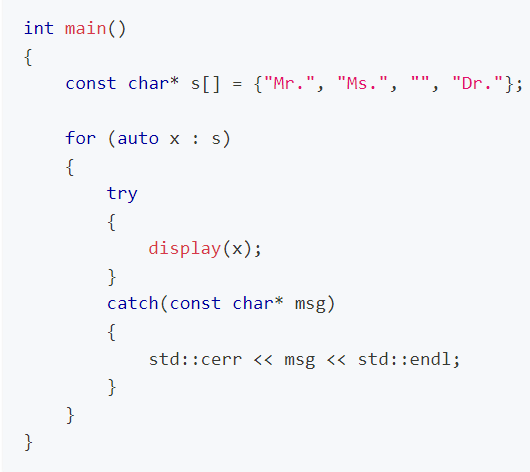 int main()
{
    const char* s[] = {"Mr.", "Ms.", "", "Dr."};

    for (auto x : s)
    {
        try
        {
            display(x);
        }
        catch(const char* msg)
        {
            std::cerr << msg << std::endl;
        }
    }
}